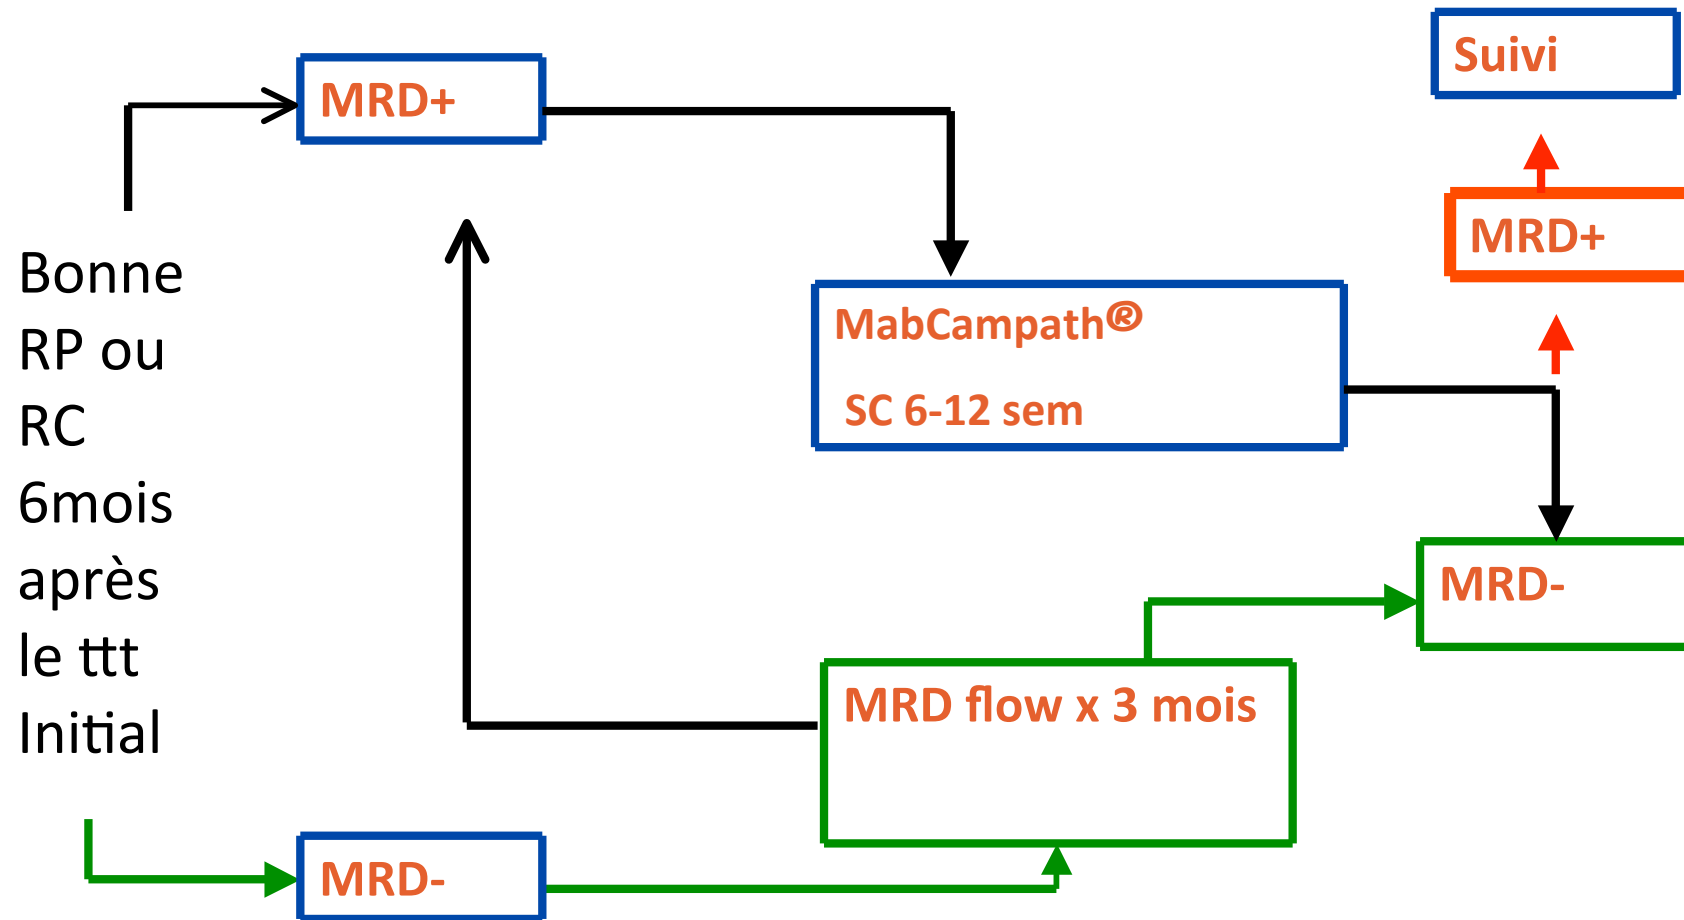 Suivi
MRD+
MRD+
Bonne
RP ou
RC
6mois
après
le ttt
Initial
MabCampath®
SC 6-12 sem
MRD-
MRD flow x 3 mois
MRD-